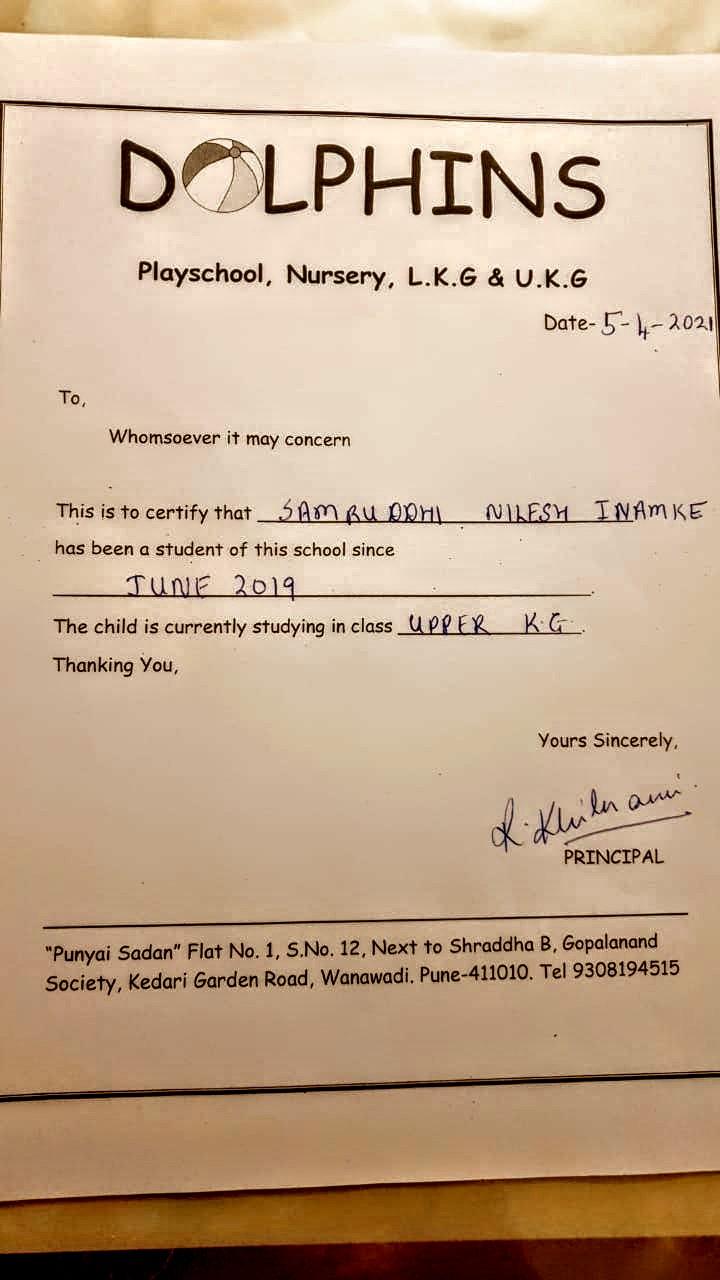 DOLPHINS
Playschool, Nursery, L.K.G & U.K.G
Date- 5-4-2021
To,
Whomsoever it may concern
This is to certify that SAMRUDDHI NILESH INAMKE
has been a student of this school since
JUNE 2019.
The child is currently studying in class UPPER K.G.
Thanking You,
Yours Sincerely,
R. Khilnani
PRINCIPAL
"Punyai Sadan" Flat No. 1, S.No. 12, Next to Shraddha B, Gopalanand
Society, Kedari Garden Road, Wanawadi. Pune-411010. Tel 9308194515